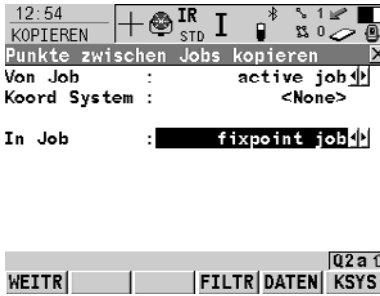 12:54
KOPIEREN
IR
STD
I
1
0
Punkte zwischen Jobs kopieren
Von Job : active job
Koord System : <None>
In Job : fixpoint job
Q2a
WEITR FILTR DATEN KSYS